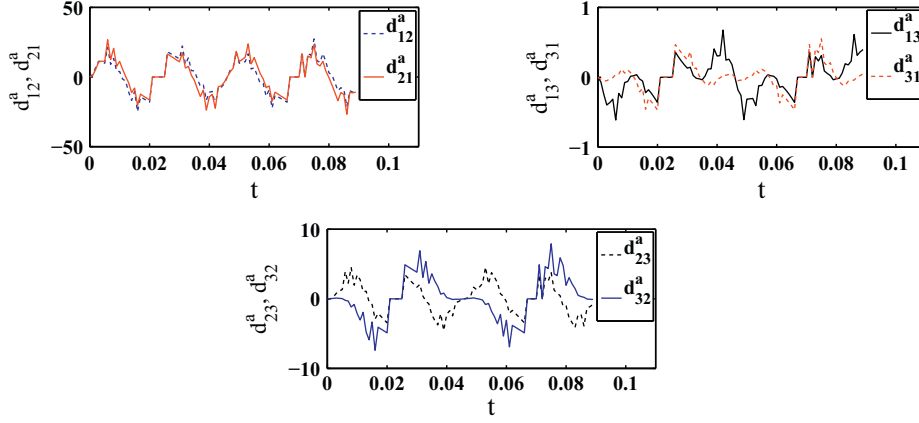 50
0
−50
0 0.02 0.04 0.06 0.08 0.1
t
d^a_12, d^a_21
d^a_12
d^a_21
1
0
−1
0 0.02 0.04 0.06 0.08 0.1
t
d^a_13, d^a_31
d^a_13
d^a_31
10
0
−10
0 0.02 0.04 0.06 0.08 0.1
t
d^a_23, d^a_32
d^a_23
d^a_32